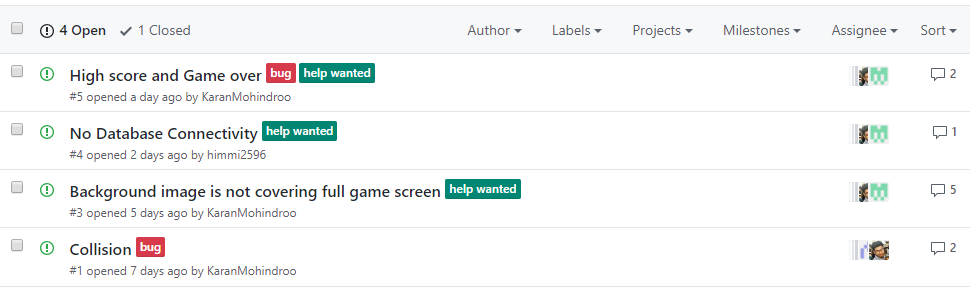 4 Open 1 Closed Author Labels Projects Milestones Assignee Sort
High score and Game over bug help wanted 2
#5 opened a day ago by KaranMohindroo
No Database Connectivity help wanted 1
#4 opened 2 days ago by himmi2596
Background image is not covering full game screen help wanted 5
#3 opened 5 days ago by KaranMohindroo
Collision bug 2
#1 opened 7 days ago by KaranMohindroo